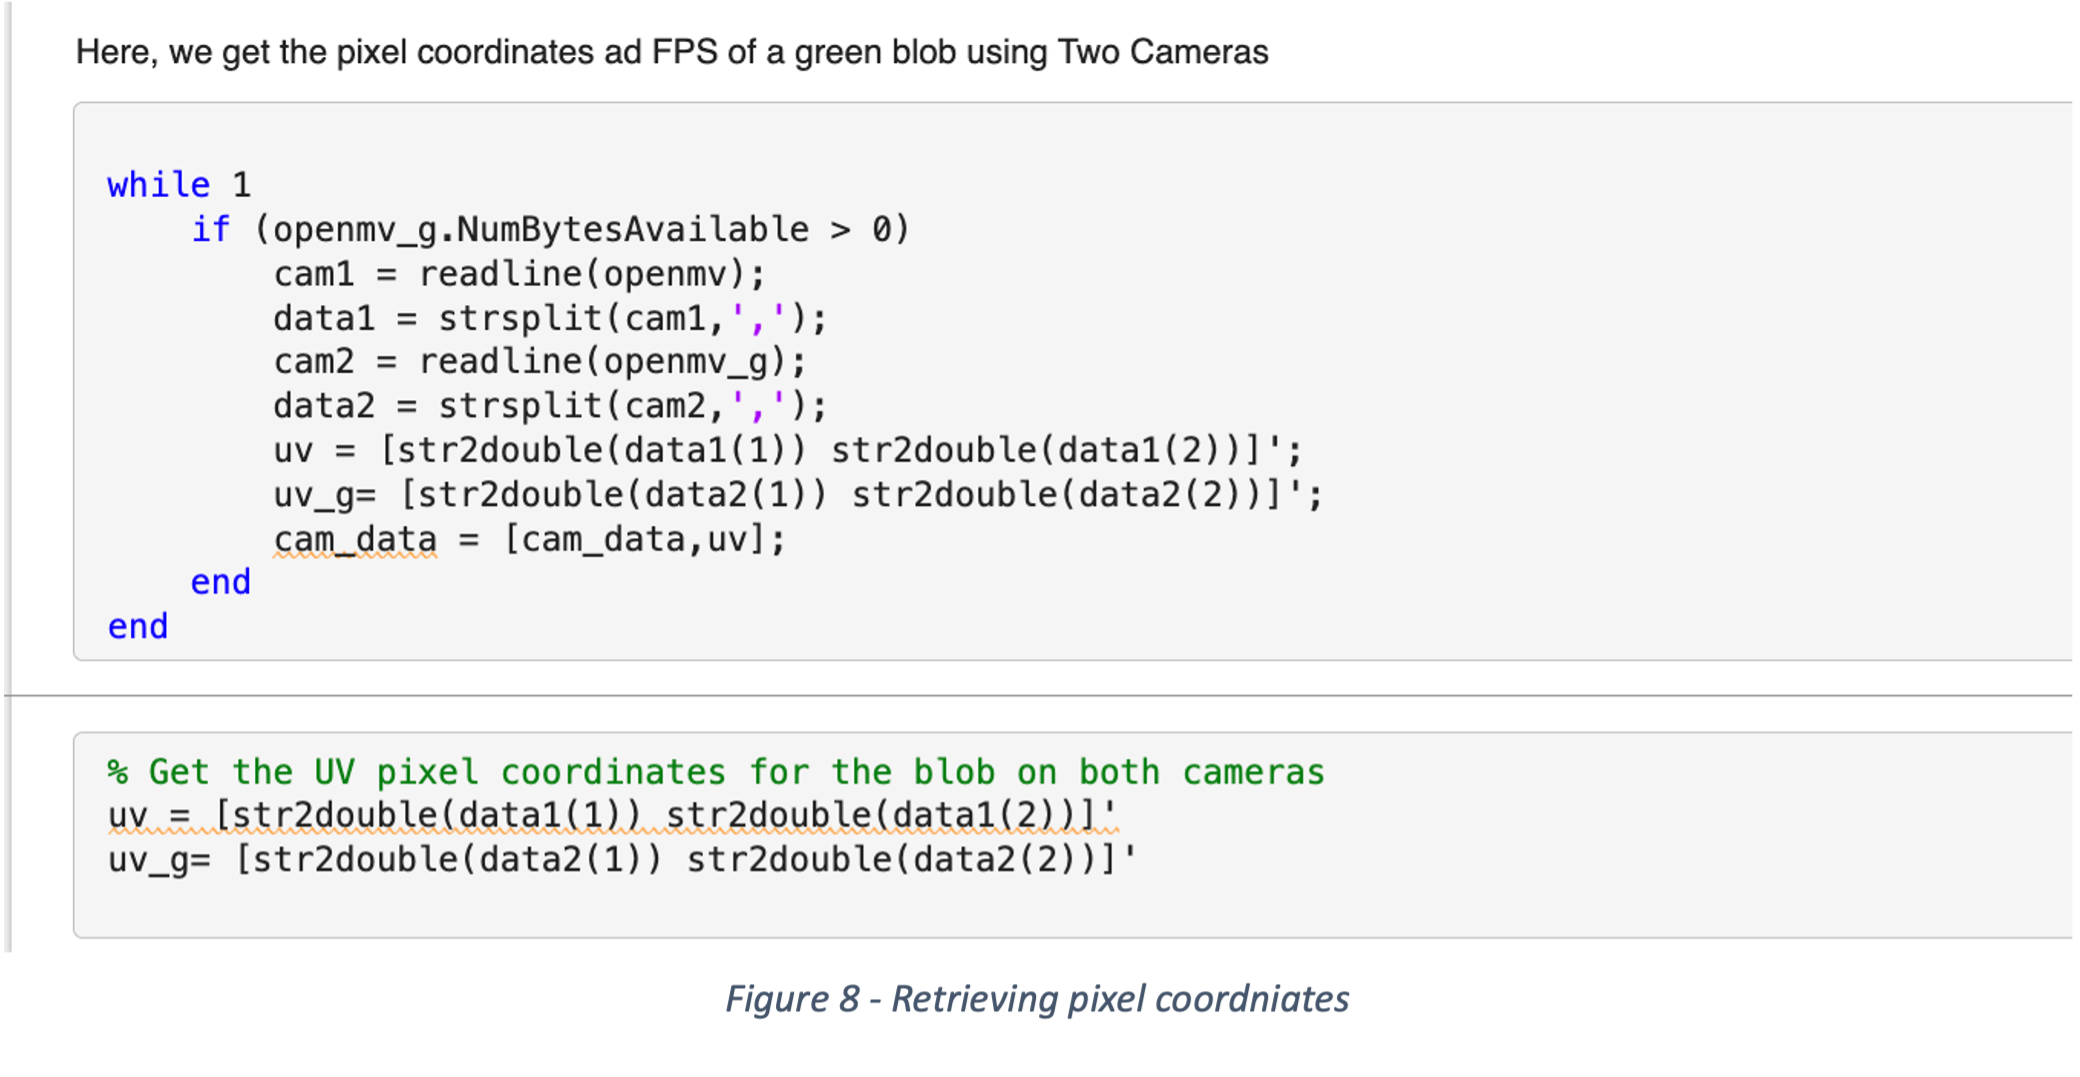 Here, we get the pixel coordinates ad FPS of a green blob using Two Cameras
while 1
if (openmv_g.NumBytesAvailable > 0)
cam1 = readline(openmv);
data1 = strsplit(cam1,',');
cam2 = readline(openmv_g);
data2 = strsplit(cam2,',');
uv = [str2double(data1(1)) str2double(data1(2))]';
uv_g= [str2double(data2(1)) str2double(data2(2))]';
cam_data = [cam_data,uv];
end
end
% Get the UV pixel coordinates for the blob on both cameras
uv = [str2double(data1(1)) str2double(data1(2))]'
uv_g= [str2double(data2(1)) str2double(data2(2))]'
Figure 8 - Retrieving pixel coordniates